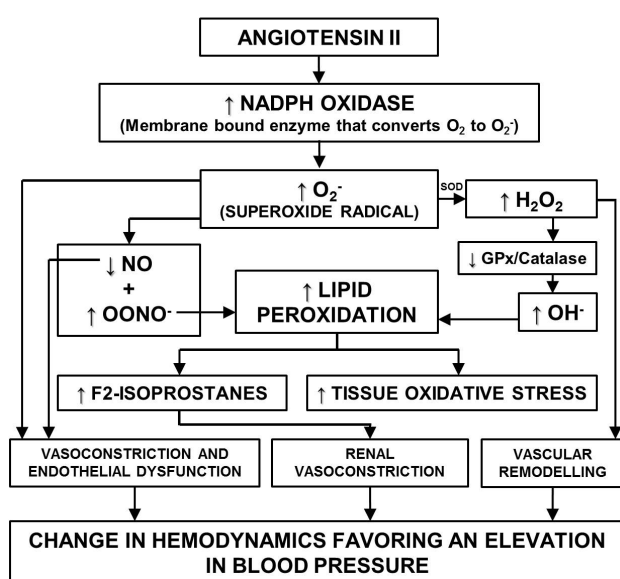 ANGIOTENSIN II
↑ NADPH OXIDASE
(Membrane bound enzyme that converts O₂ to O₂⁻)
↑ O₂⁻
(SUPEROXIDE RADICAL)
SOD
↑ H₂O₂
↓ NO
+
↑ OONO⁻
↑ LIPID
PEROXIDATION
↓ GPx/Catalase
↑ OH⁻
↑ F2-ISOPROSTANES
↑ TISSUE OXIDATIVE STRESS
VASOCONSTRICTION AND
ENDOTHELIAL DYSFUNCTION
RENAL
VASOCONSTRICTION
VASCULAR
REMODELLING
CHANGE IN HEMODYNAMICS FAVORING AN ELEVATION
IN BLOOD PRESSURE